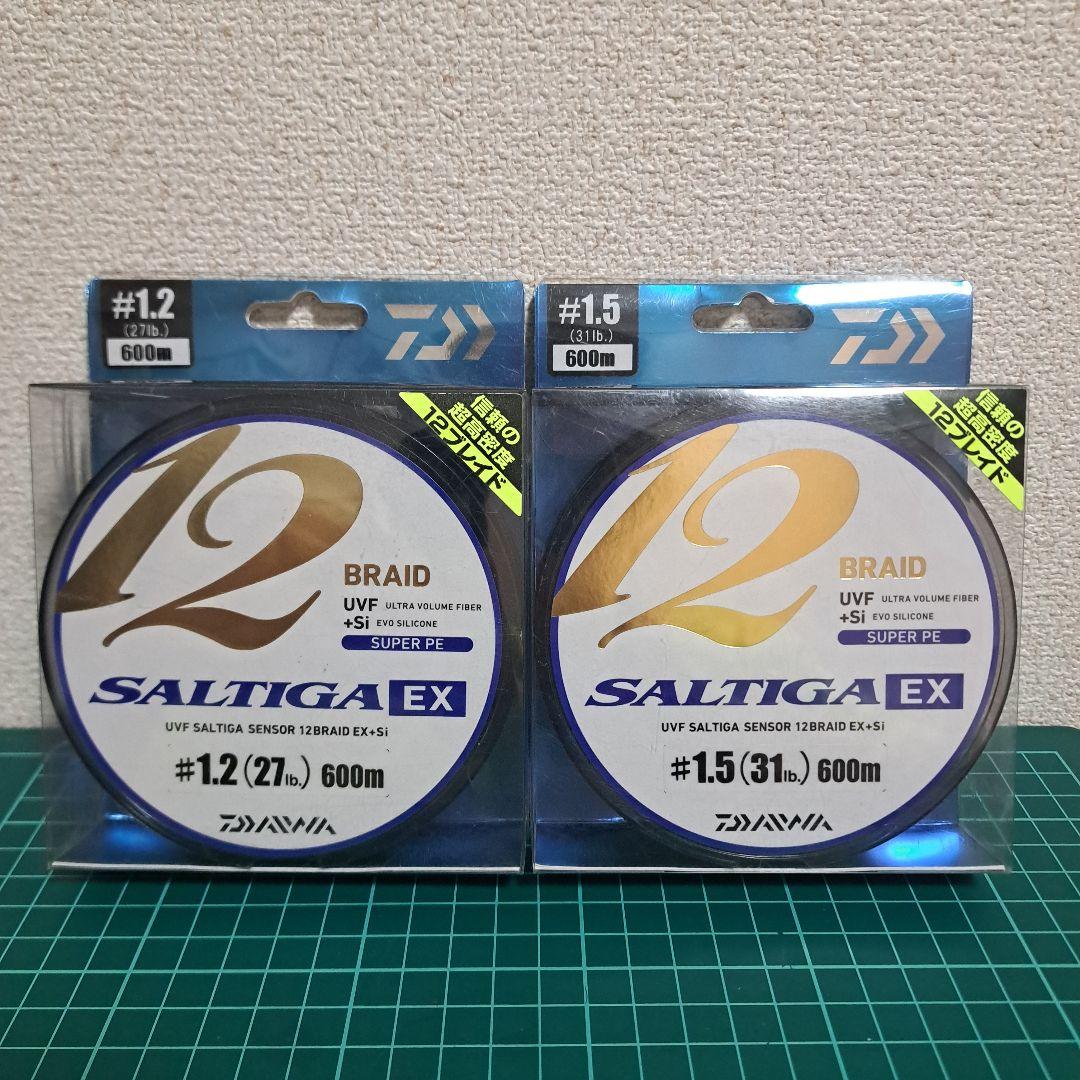 #1.2
(27lb.)
600m
信頼の
超高密度
12ブレイド
12
BRAID
UVF ULTRA VOLUME FIBER
+Si EVO SILICONE
SUPER PE
SALTIGA EX
UVF SALTIGA SENSOR 12BRAID EX+Si
#1.2(27lb.) 600m
DAIWA
#1.5
(31lb.)
600m
信頼の
超高密度
12ブレイド
12
BRAID
UVF ULTRA VOLUME FIBER
+Si EVO SILICONE
SUPER PE
SALTIGA EX
UVF SALTIGA SENSOR 12BRAID EX+Si
#1.5(31lb.) 600m
DAIWA